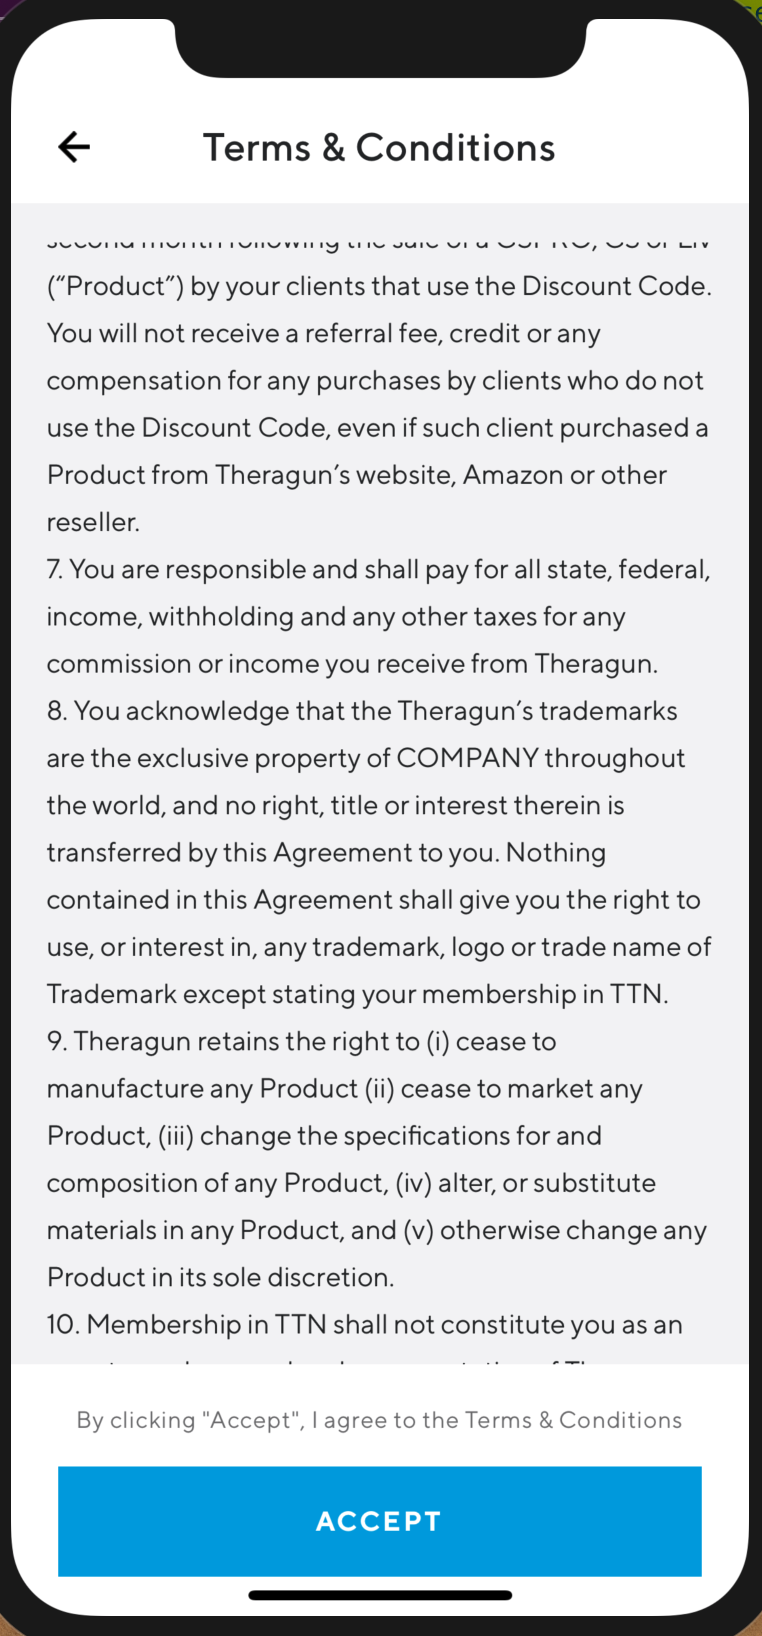 Terms & Conditions
second month following the sale of a G3PRO, G3 or Liv
(“Product”) by your clients that use the Discount Code.
You will not receive a referral fee, credit or any
compensation for any purchases by clients who do not
use the Discount Code, even if such client purchased a
Product from Theragun’s website, Amazon or other
reseller.
7. You are responsible and shall pay for all state, federal,
income, withholding and any other taxes for any
commission or income you receive from Theragun.
8. You acknowledge that the Theragun’s trademarks
are the exclusive property of COMPANY throughout
the world, and no right, title or interest therein is
transferred by this Agreement to you. Nothing
contained in this Agreement shall give you the right to
use, or interest in, any trademark, logo or trade name of
Trademark except stating your membership in TTN.
9. Theragun retains the right to (i) cease to
manufacture any Product (ii) cease to market any
Product, (iii) change the specifications for and
composition of any Product, (iv) alter, or substitute
materials in any Product, and (v) otherwise change any
Product in its sole discretion.
10. Membership in TTN shall not constitute you as an
By clicking "Accept", I agree to the Terms & Conditions
ACCEPT